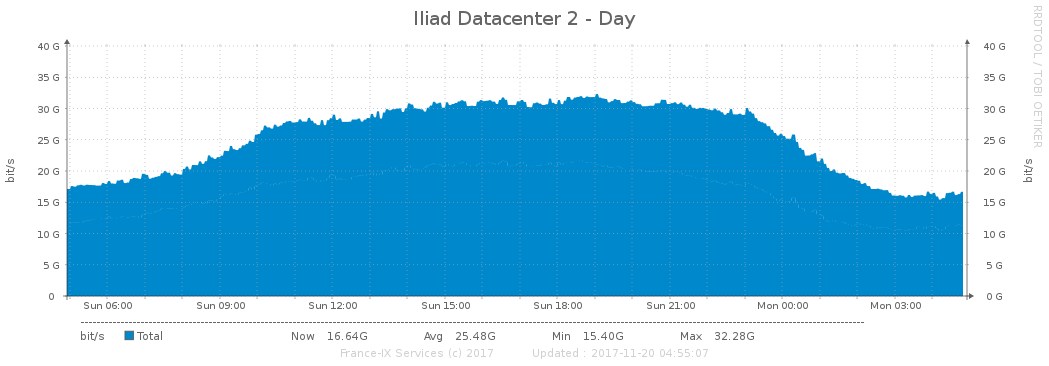 Iliad Datacenter 2 - Day
RRDTOOL / TOBI OETIKER
40 G 40 G
35 G 35 G
30 G 30 G
25 G 25 G
20 G 20 G
15 G 15 G
10 G 10 G
5 G 5 G
0 0 G
bit/s bit/s
Sun 06:00 Sun 09:00 Sun 12:00 Sun 15:00 Sun 18:00 Sun 21:00 Mon 00:00 Mon 03:00
bit/s Total Now 16.64G Avg 25.48G Min 15.40G Max 32.28G
France-IX Services (c) 2017 Updated : 2017-11-20 04:55:07